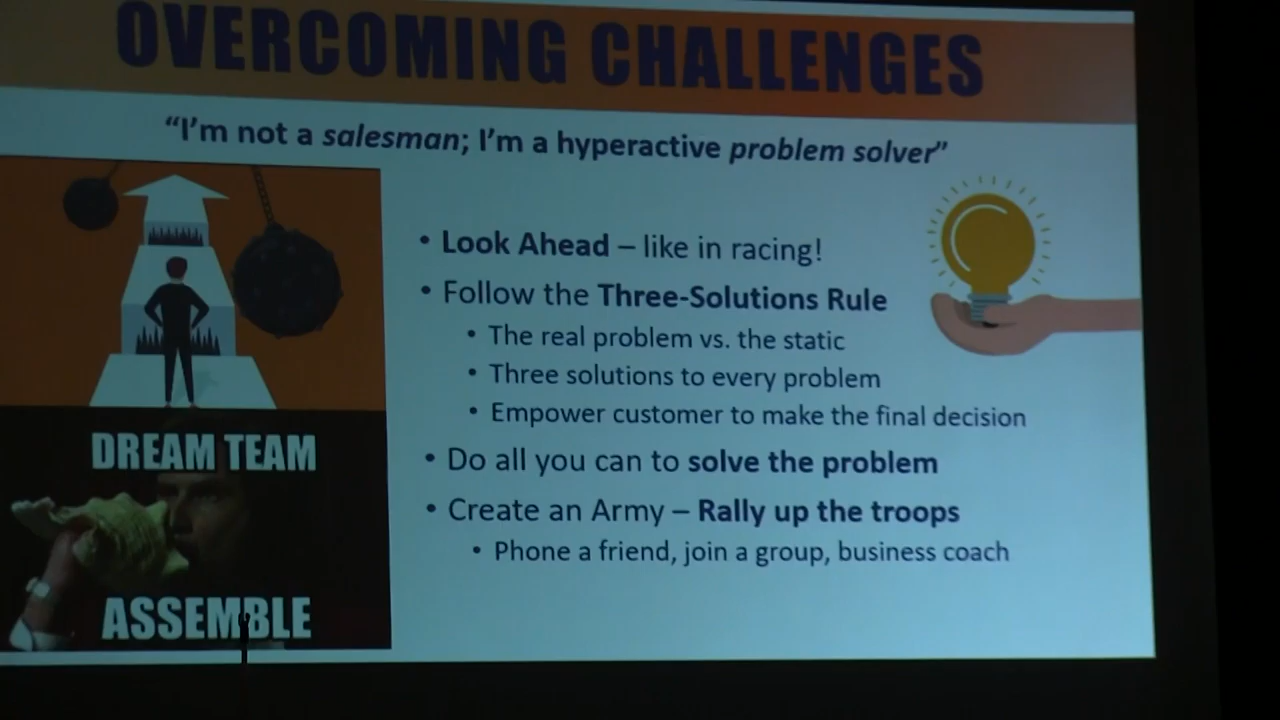 OVERCOMING CHALLENGES
“I’m not a salesman; I’m a hyperactive problem solver”
• Look Ahead – like in racing!
• Follow the Three-Solutions Rule
• The real problem vs. the static
• Three solutions to every problem
• Empower customer to make the final decision
• Do all you can to solve the problem
• Create an Army – Rally up the troops
• Phone a friend, join a group, business coach
DREAM TEAM
ASSEMBLE